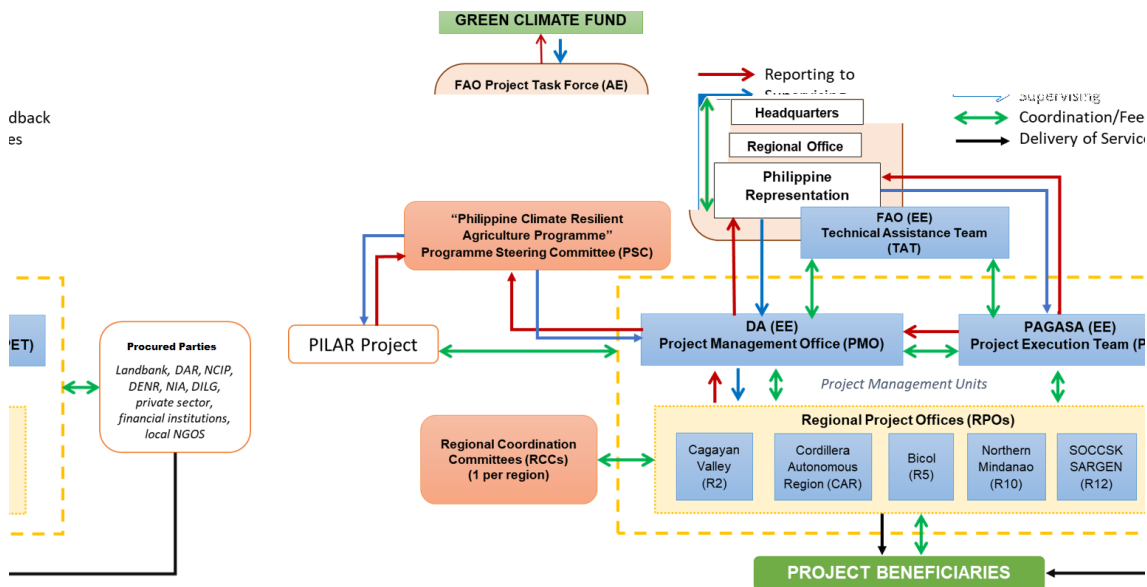 GREEN CLIMATE FUND
FAO Project Task Force (AE)
Reporting to
Supervising
Supervising
Coordination/Fee
Delivery of Service
dback
es
Headquarters
Regional Office
Philippine
Representation
FAO (EE)
Technical Assistance Team
(TAT)
“Philippine Climate Resilient
Agriculture Programme”
Programme Steering Committee (PSC)
PILAR Project
DA (EE)
Project Management Office (PMO)
PAGASA (EE)
Project Execution Team (P
PET)
Procured Parties
Landbank, DAR, NCIP,
DENR, NIA, DILG,
private sector,
financial institutions,
local NGOS
Project Management Units
Regional Coordination
Committees (RCCs)
(1 per region)
Regional Project Offices (RPOs)
Cagayan
Valley
(R2)
Cordillera
Autonomous
Region (CAR)
Bicol
(R5)
Northern
Mindanao
(R10)
SOCCSK
SARGEN
(R12)
PROJECT BENEFICIARIES